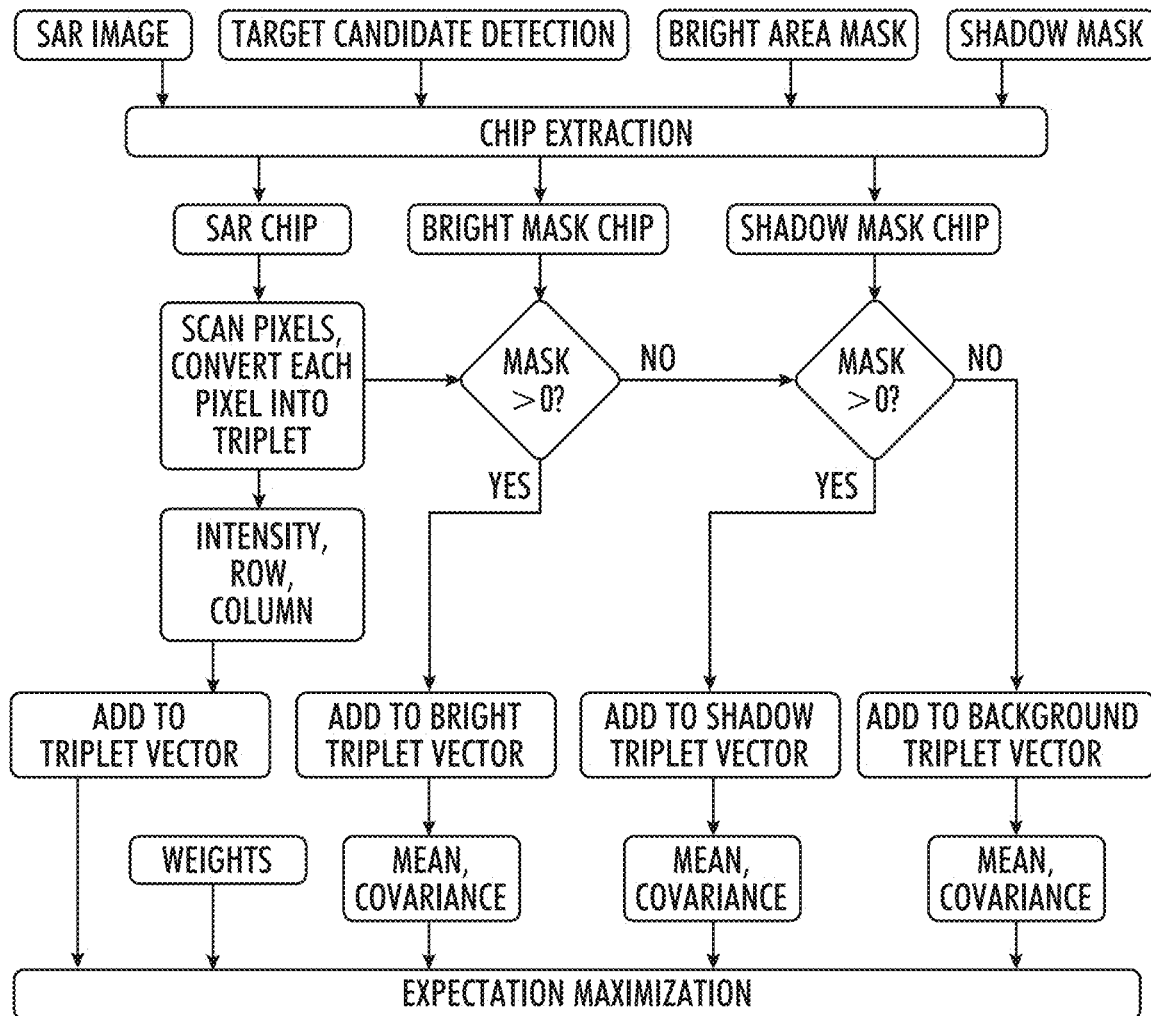 SAR IMAGE
TARGET CANDIDATE DETECTION
BRIGHT AREA MASK
SHADOW MASK
CHIP EXTRACTION
SAR CHIP
BRIGHT MASK CHIP
SHADOW MASK CHIP
SCAN PIXELS,
CONVERT EACH
PIXEL INTO
TRIPLET
MASK
>0?
NO
MASK
>0?
NO
YES
YES
INTENSITY,
ROW,
COLUMN
ADD TO
TRIPLET VECTOR
ADD TO BRIGHT
TRIPLET VECTOR
ADD TO SHADOW
TRIPLET VECTOR
ADD TO BACKGROUND
TRIPLET VECTOR
WEIGHTS
MEAN,
COVARIANCE
MEAN,
COVARIANCE
MEAN,
COVARIANCE
EXPECTATION MAXIMIZATION